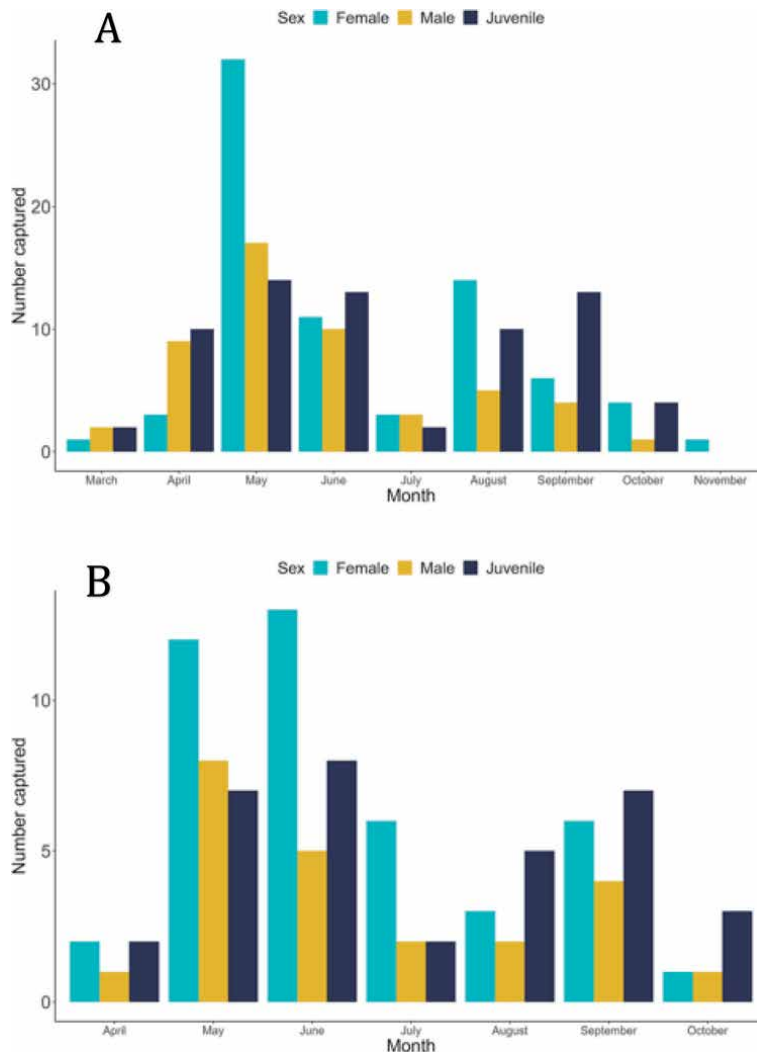 A
Sex Female Male Juvenile
30
20
10
0
Number captured
March April May June July August September October November
Month
B
Sex Female Male Juvenile
10
5
0
Number captured
April May June July August September October
Month